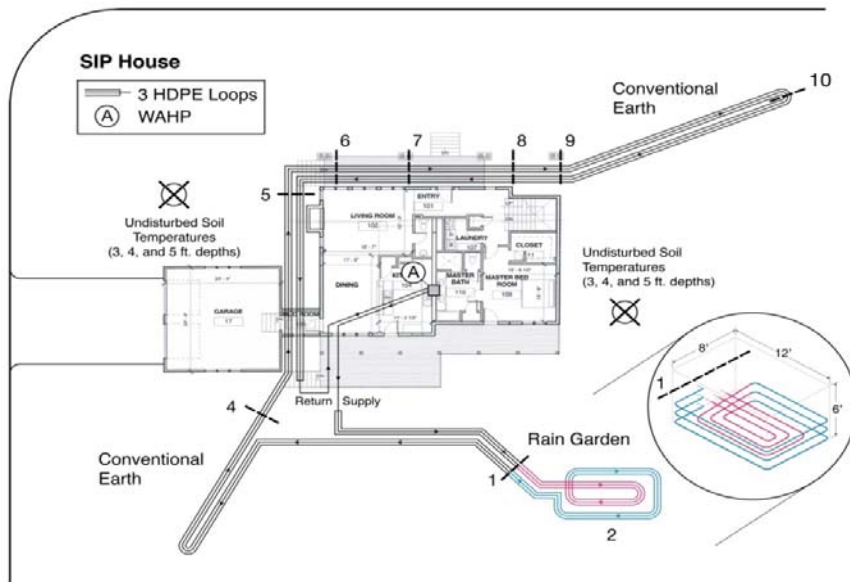 SIP House
3 HDPE Loops
A WAHP
Conventional
Earth
10
6
7
8
9
5
Undisturbed Soil
Temperatures
(3, 4, and 5 ft. depths)
ENTRY
101
LIVING ROOM
LAUNDRY
CLOSET
A
DINING
MASTER
BATH
MASTER BED
ROOM
GARAGE
17
Undisturbed Soil
Temperatures
(3, 4, and 5 ft. depths)
8'
12'
1
6'
Return
Supply
4
Conventional
Earth
Rain Garden
1
2